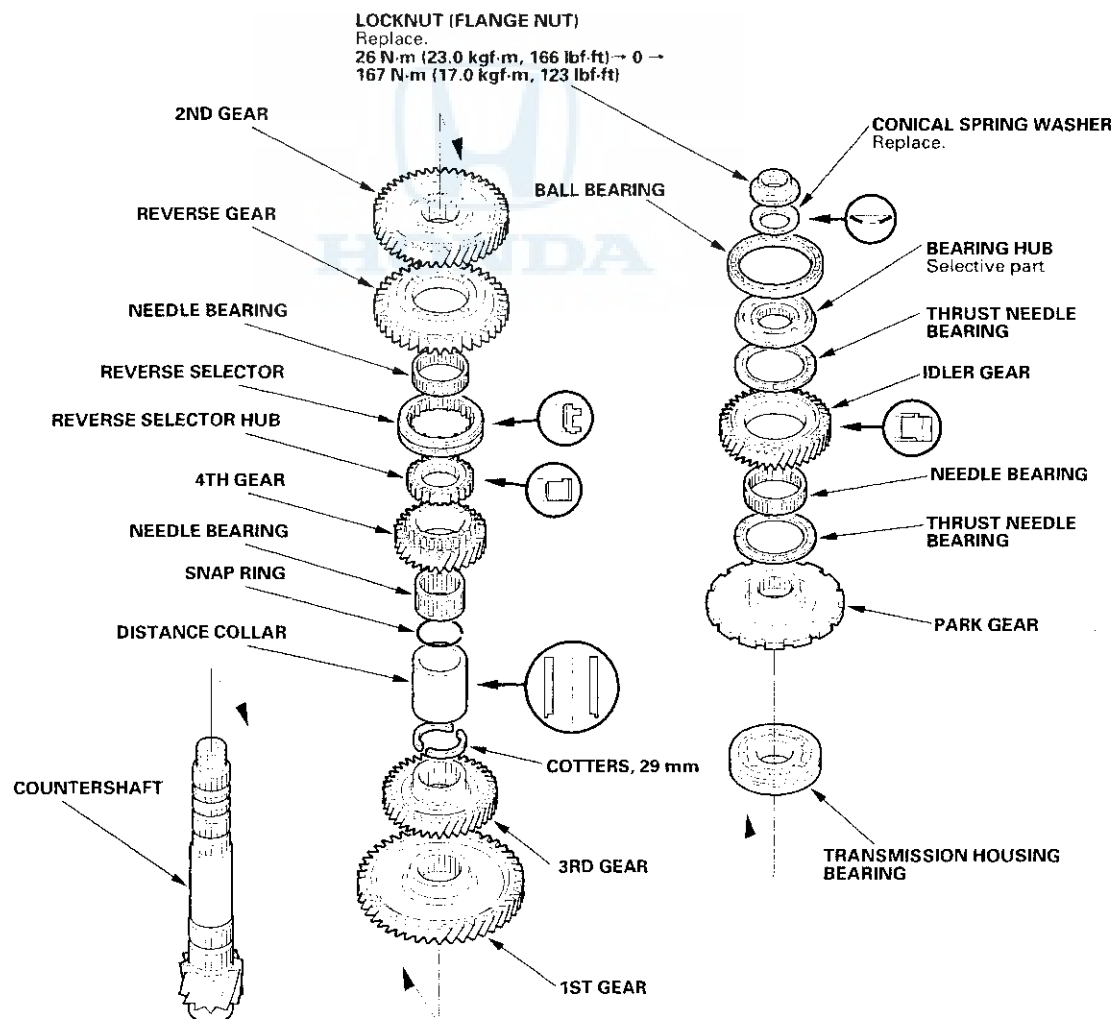 LOCKNUT (FLANGE NUT)
Replace.
26 N·m (23.0 kgf·m, 166 lbf·ft)→ 0 →
167 N·m (17.0 kgf·m, 123 lbf·ft)
2ND GEAR
REVERSE GEAR
NEEDLE BEARING
REVERSE SELECTOR
REVERSE SELECTOR HUB
4TH GEAR
NEEDLE BEARING
SNAP RING
DISTANCE COLLAR
COUNTERSHAFT
COTTERS, 29 mm
3RD GEAR
1ST GEAR
CONICAL SPRING WASHER
Replace.
BALL BEARING
BEARING HUB
Selective part
THRUST NEEDLE
BEARING
IDLER GEAR
NEEDLE BEARING
THRUST NEEDLE
BEARING
PARK GEAR
TRANSMISSION HOUSING
BEARING
HONDA